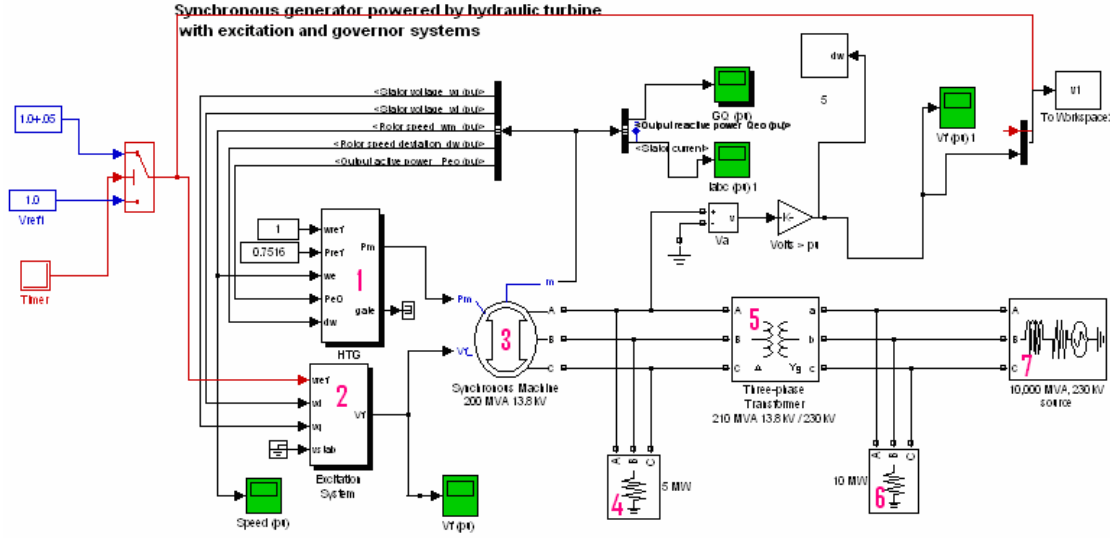 Synchronous generator powered by hydraulic turbine
with excitation and governor systems
1.0+.05
1.0
Vref1
Timer
<Stator voltage vq (pu)>
<Stator voltage vd (pu)>
<Rotor speed wm (pu)>
<Rotor speed deviation dw (pu)>
<Output active power Peo (pu)>
GQ (pu)
<Output reactive power Qeo (pu)>
<Stator current>
Iabc (pu) 1
dw
5
Vf (pu) 1
v1
To Workspace2
1
0.7516
wref
Pref
we
Pe0
dw
Pm
gate
1
HTG
vref
vd
vq
vstab
Vf
2
Excitation
System
Speed (pu)
Vf (pu)
+
-
v
Va
K-
Volts > pu
m
Pm
Vf_
3
A
B
C
Synchronous Machine
200 MVA 13.8 kV
A
B
C
4
5 MW
A
B
C
5
Δ
Yg
a
b
c
Three-phase
Transformer
210 MVA 13.8 kV / 230 kV
A
B
C
6
10 MW
A
B
C
7
10,000 MVA, 230 kV
source